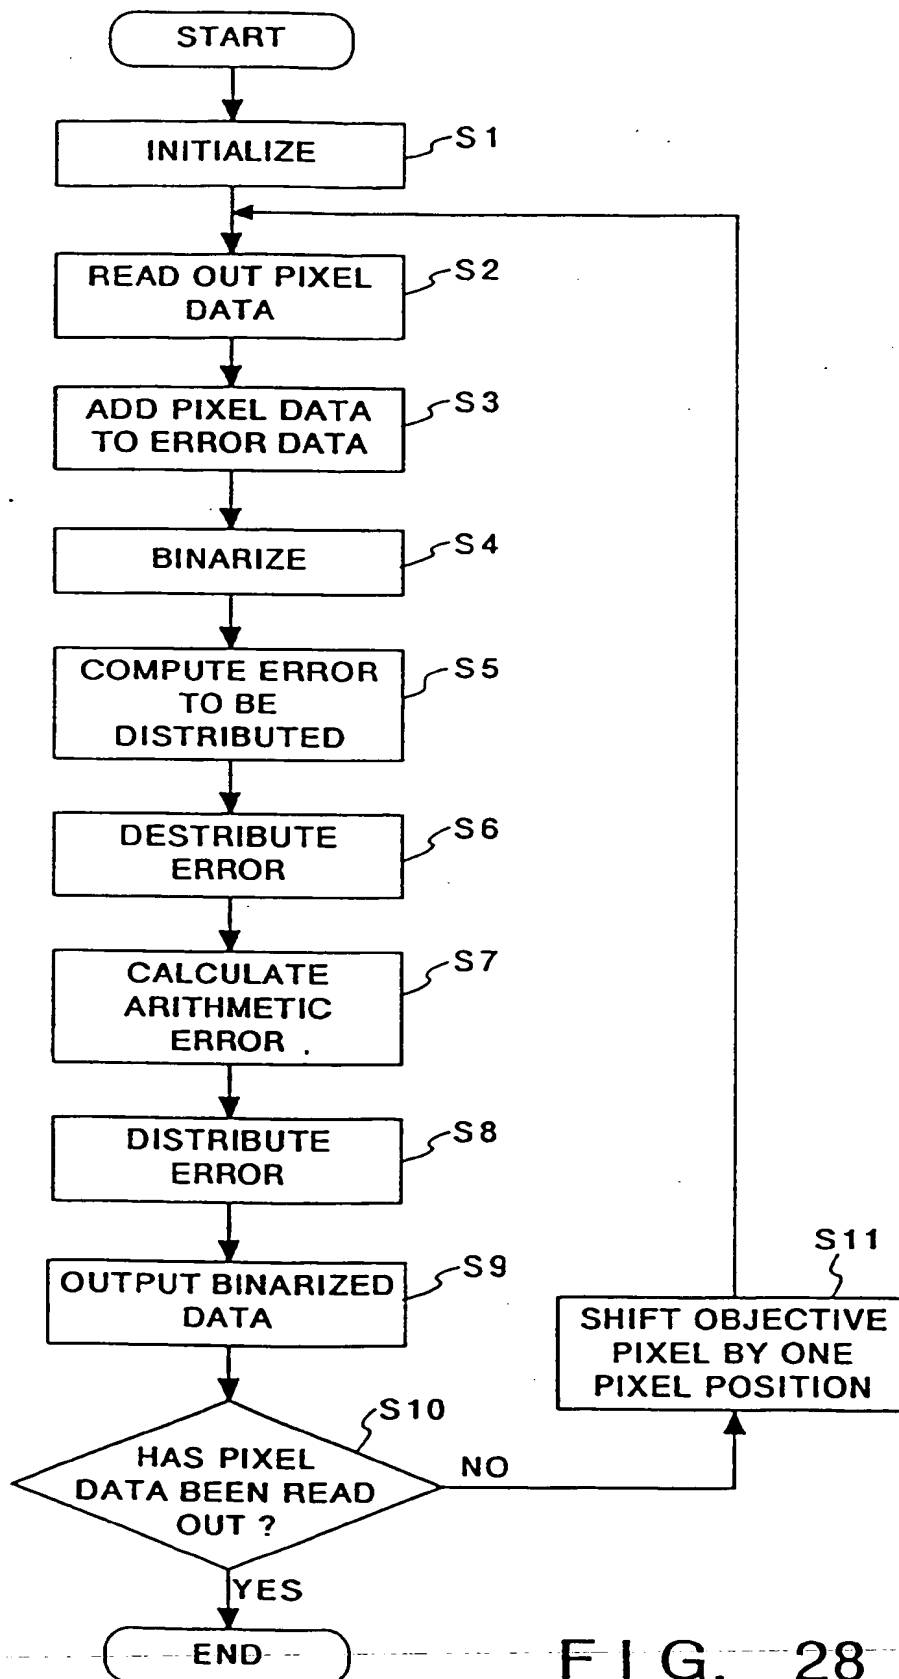 START
INITIALIZE
S1
READ OUT PIXEL
DATA
S2
ADD PIXEL DATA
TO ERROR DATA
S3
BINARIZE
S4
COMPUTE ERROR
TO BE
DISTRIBUTED
S5
DESTRIBUTE
ERROR
S6
CALCULATE
ARITHMETIC
ERROR
S7
DISTRIBUTE
ERROR
S8
OUTPUT BINARIZED
DATA
S9
S11
SHIFT OBJECTIVE
PIXEL BY ONE
PIXEL POSITION
S10
HAS PIXEL
DATA BEEN READ
OUT ?
NO
YES
END
FIG. 28